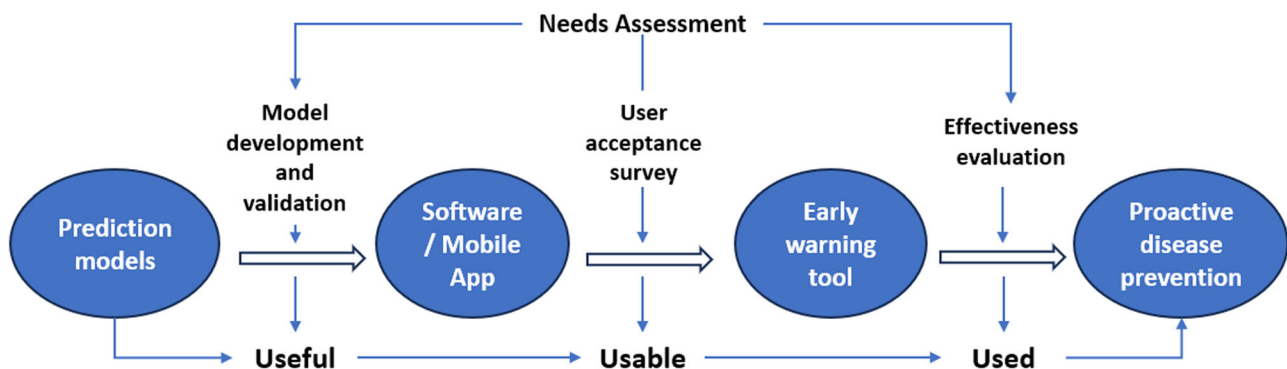 Needs Assessment
Model
development
and
validation
User
acceptance
survey
Effectiveness
evaluation
Prediction
models
Software
/ Mobile
App
Early
warning
tool
Proactive
disease
prevention
Useful
Usable
Used